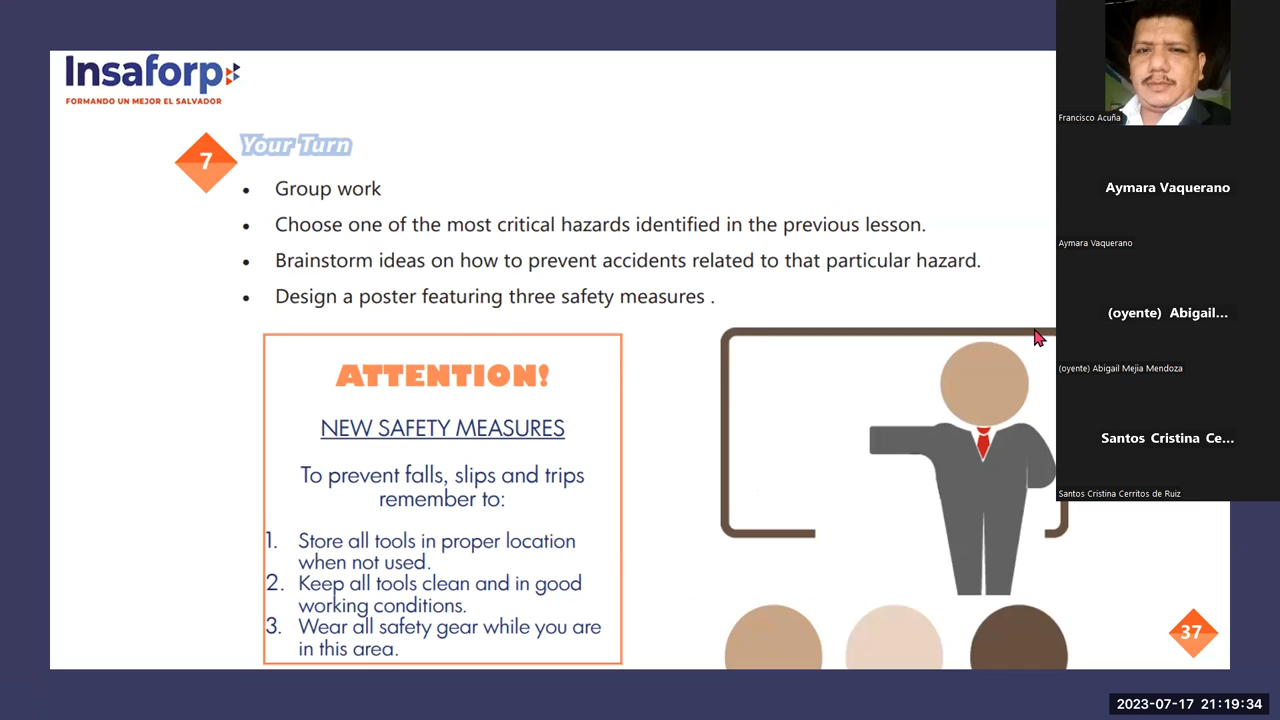 Insaforp
FORMANDO UN MEJOR EL SALVADOR
7
Your Turn
• Group work
• Choose one of the most critical hazards identified in the previous lesson.
• Brainstorm ideas on how to prevent accidents related to that particular hazard.
• Design a poster featuring three safety measures .
ATTENTION!
NEW SAFETY MEASURES
To prevent falls, slips and trips
remember to:
1. Store all tools in proper location
when not used.
2. Keep all tools clean and in good
working conditions.
3. Wear all safety gear while you are
in this area.
37
Francisco Acuña
Aymara Vaquerano
Aymara Vaquerano
(oyente) Abigail...
(oyente) Abigail Mejia Mendoza
Santos Cristina Ce...
Santos Cristina Cerritos de Ruiz
2023-07-17 21:19:34